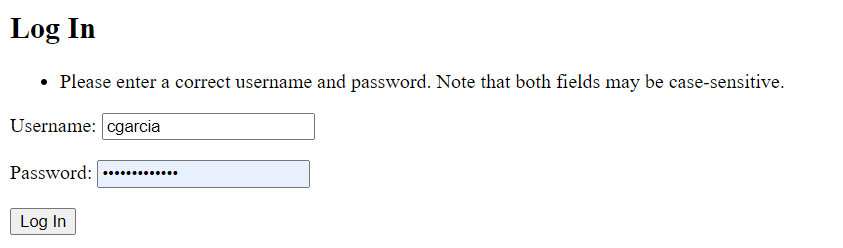 Log In
• Please enter a correct username and password. Note that both fields may be case-sensitive.
Username: cgarcia
Password: •••••••••••••
Log In